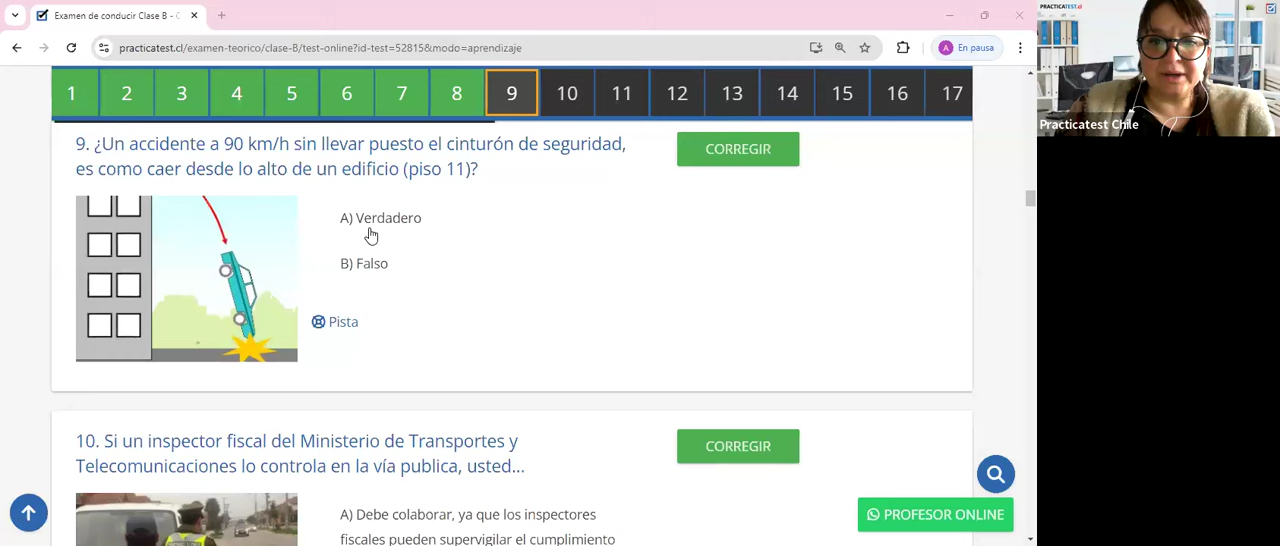 Examen de conducir Clase B - C
practicatest.cl/examen-teorico/clase-B/test-online?id-test=52815&modo=aprendizaje
A En pausa
PRACTICATEST.cl
Practicatest Chile
1 2 3 4 5 6 7 8 9 10 11 12 13 14 15 16 17
9. ¿Un accidente a 90 km/h sin llevar puesto el cinturón de seguridad,
es como caer desde lo alto de un edificio (piso 11)?
CORREGIR
A) Verdadero
B) Falso
Pista
10. Si un inspector fiscal del Ministerio de Transportes y
Telecomunicaciones lo controla en la vía publica, usted...
CORREGIR
A) Debe colaborar, ya que los inspectores
fiscales pueden supervigilar el cumplimiento
PROFESOR ONLINE